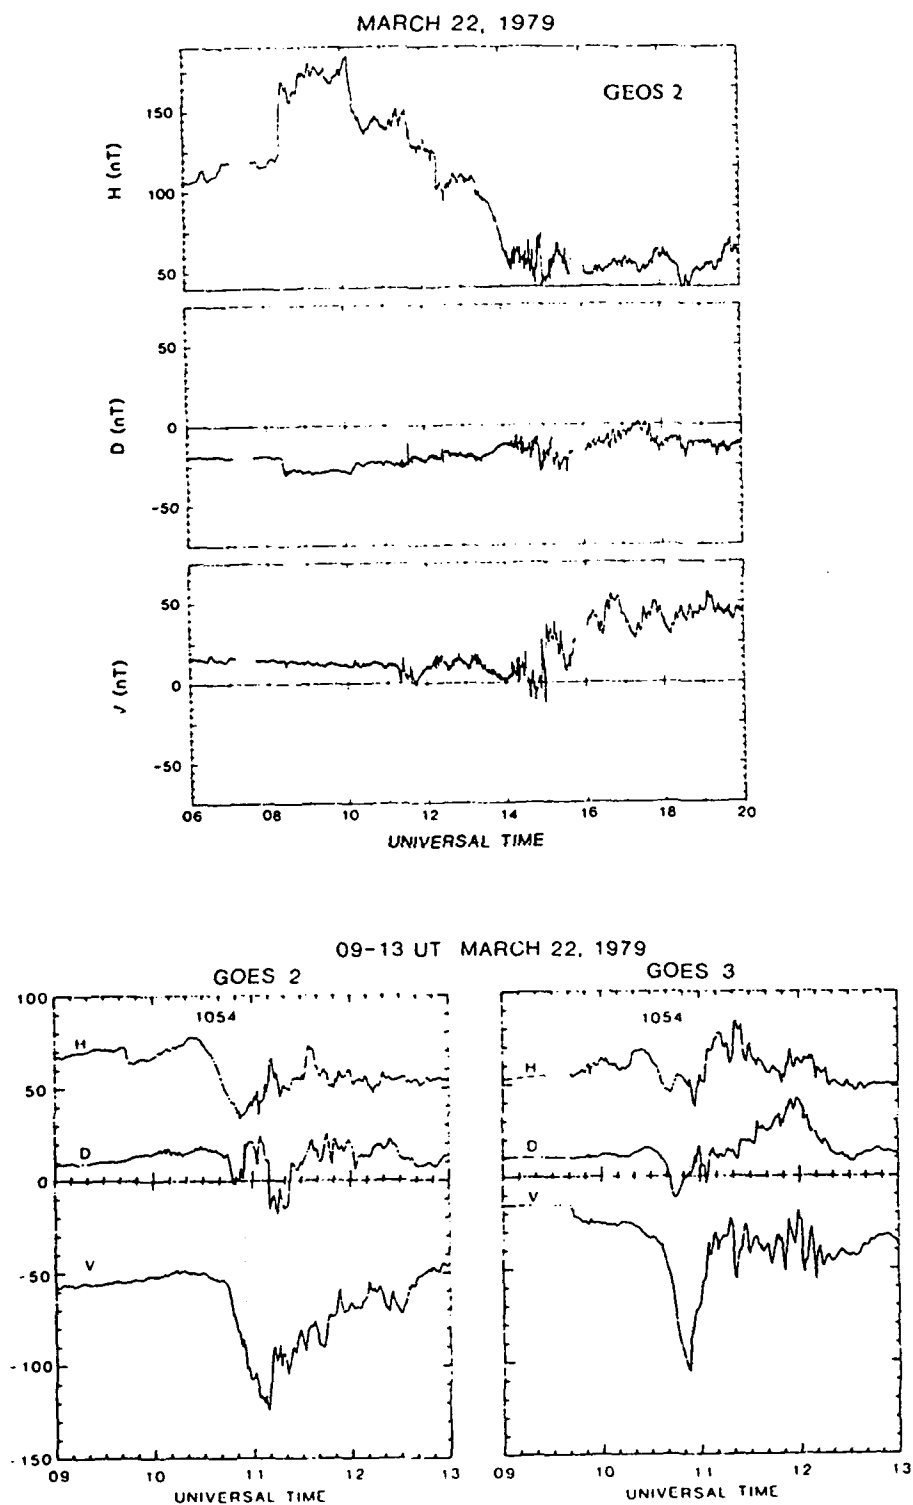 MARCH 22, 1979
GEOS 2
H (nT)
150
100
50
D (nT)
50
0
-50
V (nT)
50
0
-50
06 08 10 12 14 16 18 20
UNIVERSAL TIME
09-13 UT MARCH 22, 1979
GOES 2
GOES 3
100
50
0
-50
-100
-150
1054
H
D
V
09 10 11 12 13
UNIVERSAL TIME
1054
H
D
V
09 10 11 12 13
UNIVERSAL TIME